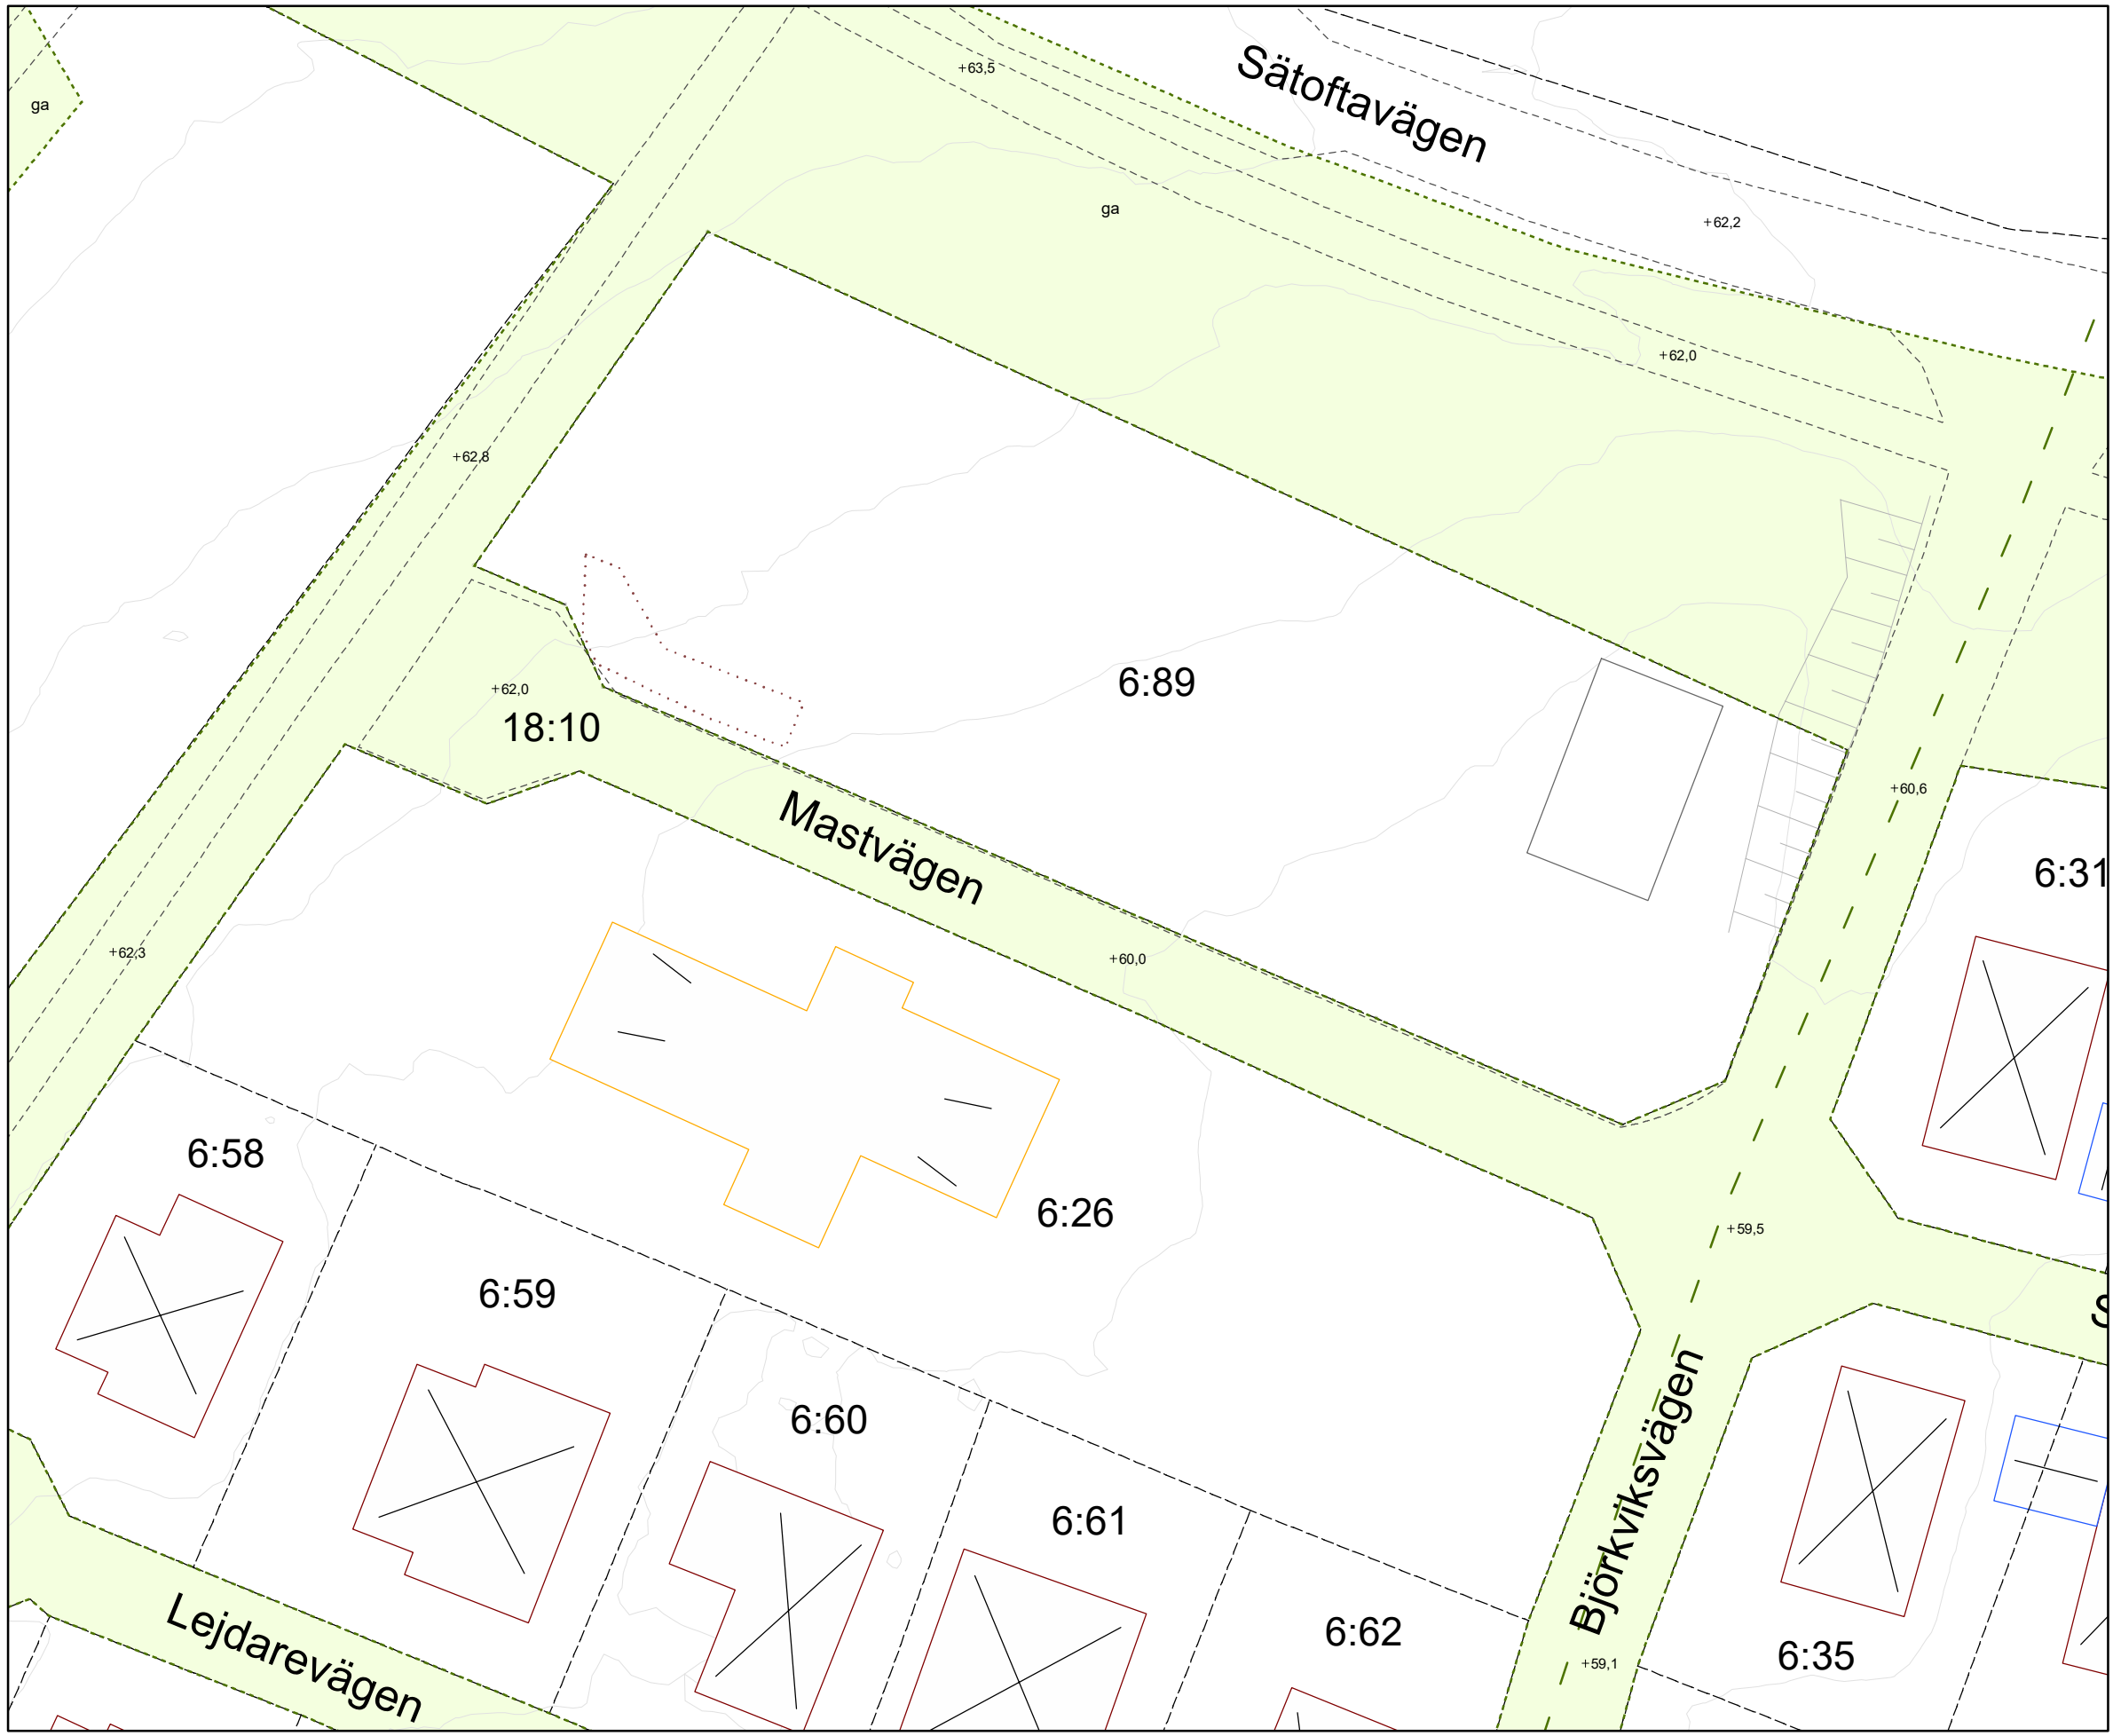 Sätoftavägen
+63,5
ga
ga
+62,2
+62,0
+62,8
6:89
+62,0
18:10
+60,6
Mastvägen
6:31
+62,3
+60,0
6:58
6:26
+59,5
6:59
S
6:60
Björkviksvägen
6:61
6:62
6:35
+59,1
Lejdarevägen